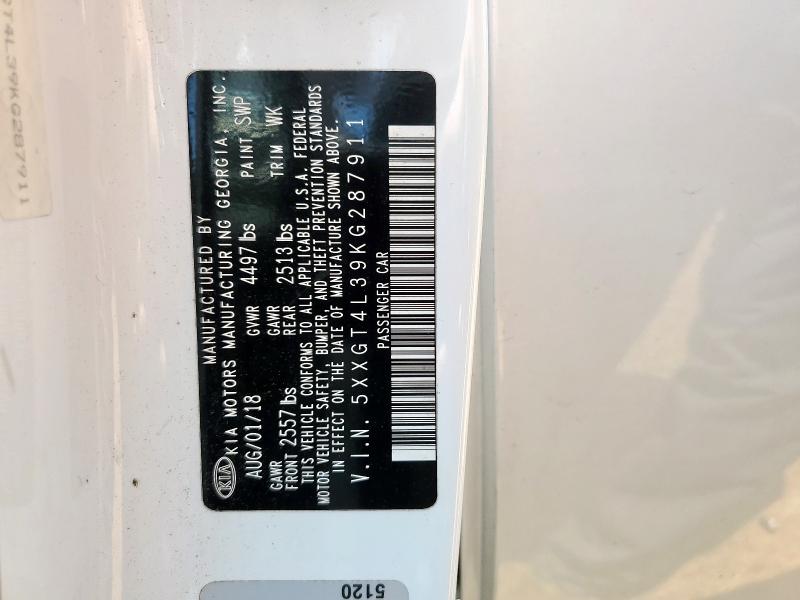 MANUFACTURED BY
KIA KIA MOTORS MANUFACTURING GEORGIA, INC.
AUG/01/18 GVWR 4497 lbs PAINT SWP
GAWR FRONT 2557 lbs GAWR REAR 2513 lbs TRIM WK
THIS VEHICLE CONFORMS TO ALL APPLICABLE U.S.A. FEDERAL
MOTOR VEHICLE SAFETY, BUMPER, AND THEFT PREVENTION STANDARDS
IN EFFECT ON THE DATE OF MANUFACTURE SHOWN ABOVE.
V.I.N. 5XXGT4L39KG287911
PASSENGER CAR
GT4L39KG287911
5120